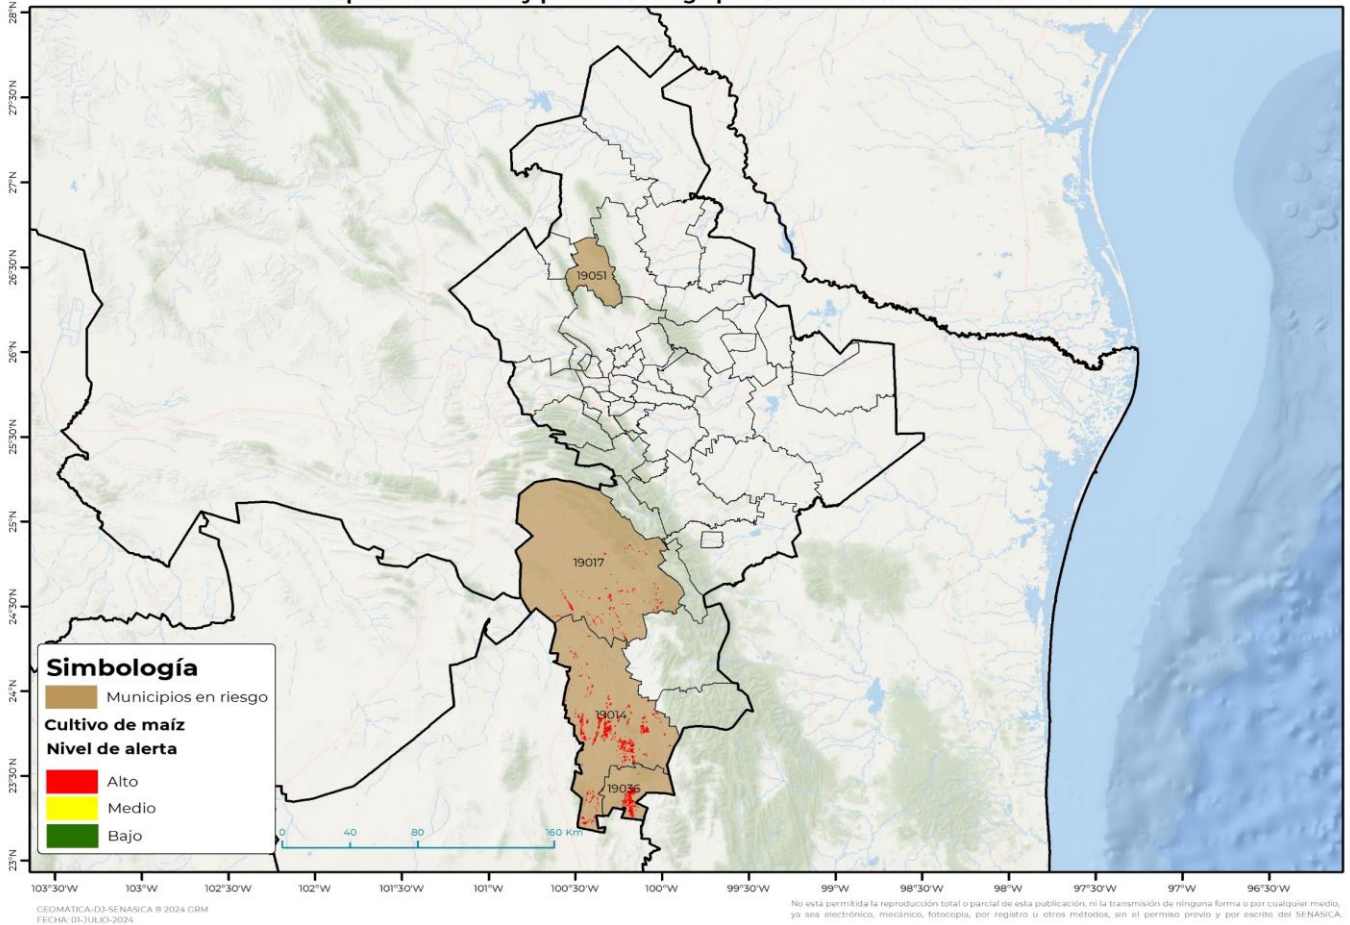 28°N
27°30'N
27°N
26°30'N
26°N
25°30'N
25°N
24°30'N
24°N
23°30'N
23°N
19051
19017
19014
19036
Simbología
Municipios en riesgo
Cultivo de maíz
Nivel de alerta
Alto
Medio
Bajo
0 40 80 160 Km
103°30'W 103°W 102°30'W 102°W 101°30'W 101°W 100°30'W 100°W 99°30'W 99°W 98°30'W 98°W 97°30'W 97°W 96°30'W
GEOMATICA-DJ-SENASICA ® 2024 GRM
FECHA: 01-JULIO-2024
No está permitida la reproducción total o parcial de esta publicación, ni la transmisión de ninguna forma o por cualquier medio,
ya sea electrónico, mecánico, fotocopia, por registro u otros métodos, sin el permiso previo y por escrito del SENASICA.